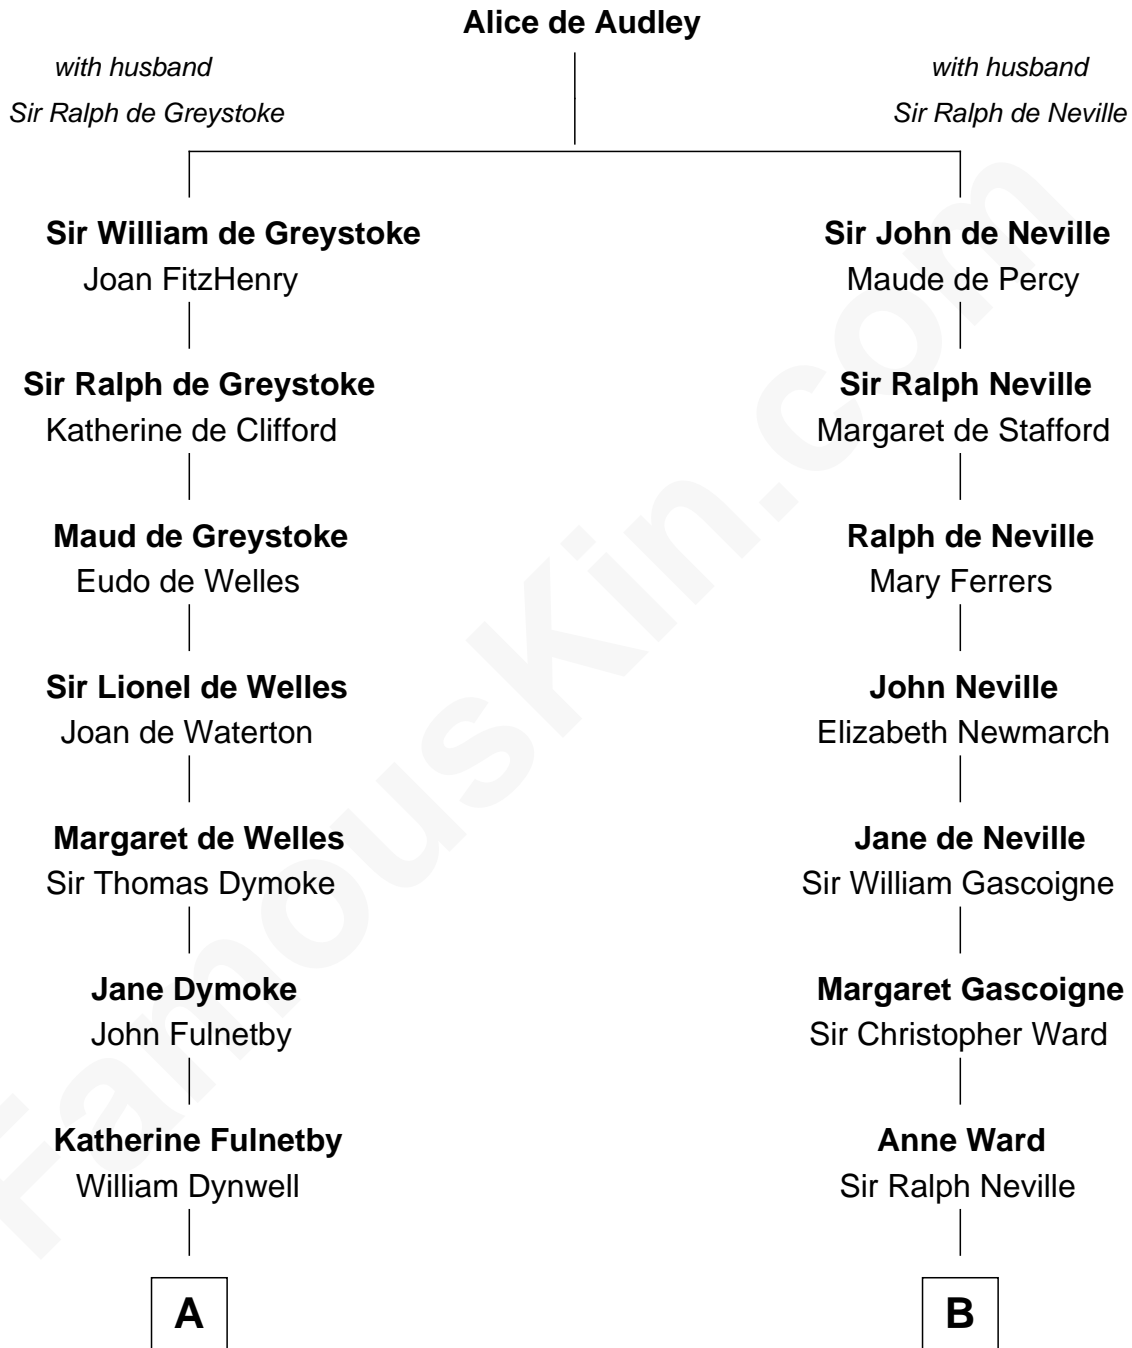 Alice de Audley
with husband
Sir Ralph de Greystoke
with husband
Sir Ralph de Neville
Sir William de Greystoke
Joan FitzHenry
Sir John de Neville
Maude de Percy
Sir Ralph de Greystoke
Katherine de Clifford
Sir Ralph Neville
Margaret de Stafford
Maud de Greystoke
Eudo de Welles
Ralph de Neville
Mary Ferrers
Sir Lionel de Welles
Joan de Waterton
John Neville
Elizabeth Newmarch
Margaret de Welles
Sir Thomas Dymoke
Jane de Neville
Sir William Gascoigne
Jane Dymoke
John Fulnetby
Margaret Gascoigne
Sir Christopher Ward
Katherine Fulnetby
William Dynwell
Anne Ward
Sir Ralph Neville
A
B
FamousKin.com